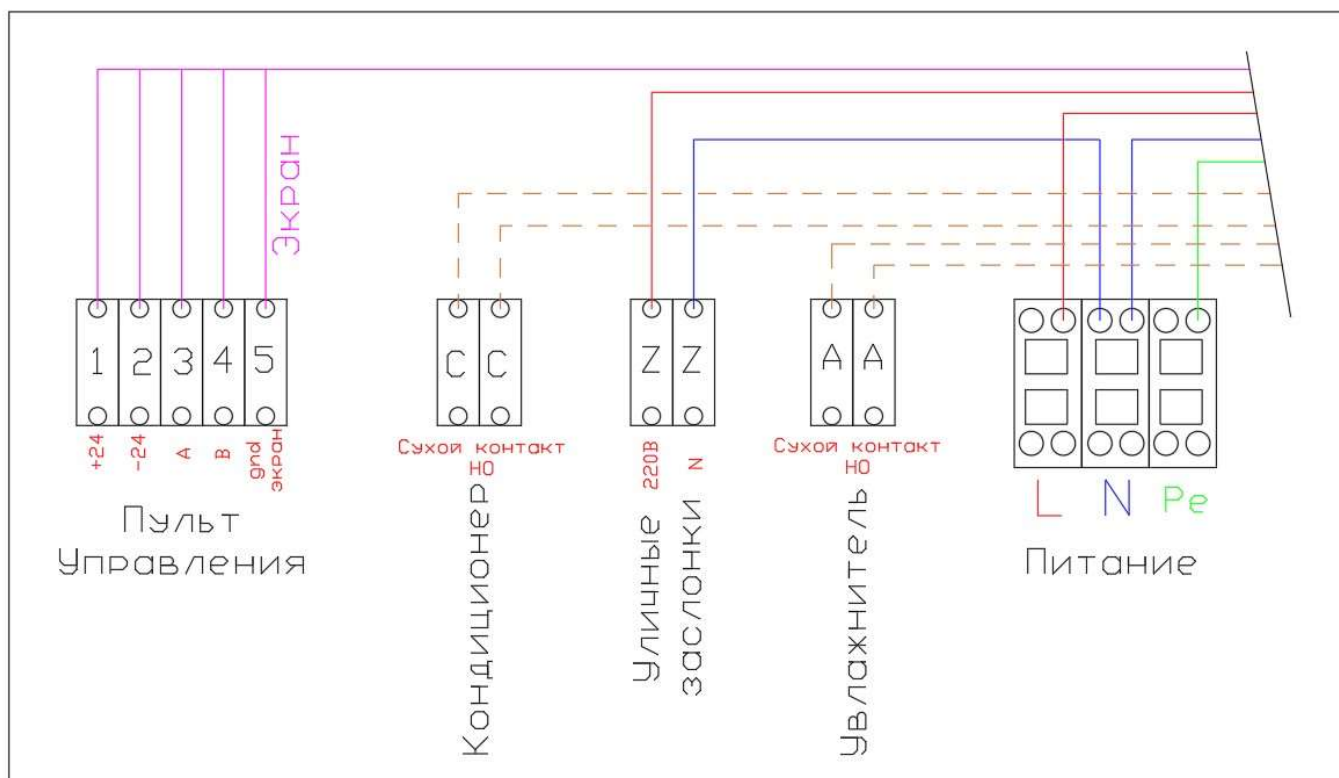 Экран
1 2 3 4 5
+24 -24 A B gnd экран
Пульт
Управления
C C
Сухой контакт
НО
Кондиционер
Z Z
220В N
Уличные
заслонки
A A
Сухой контакт
НО
Увлажнитель
L N Pe
Питание